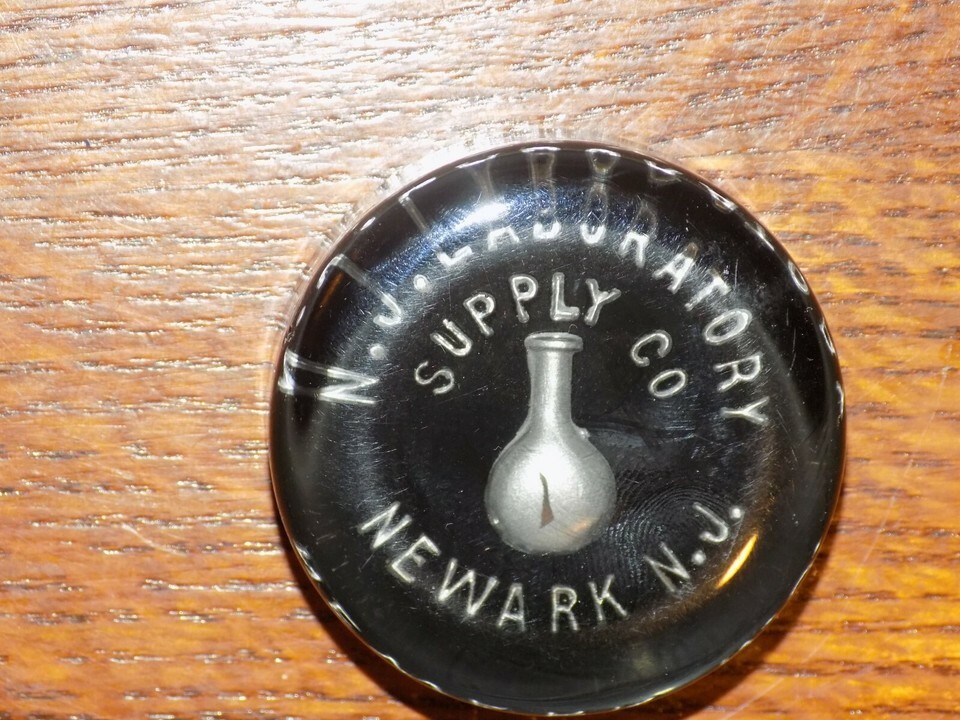 N.J. LABORATORY
SUPPLY CO
NEWARK N.J.